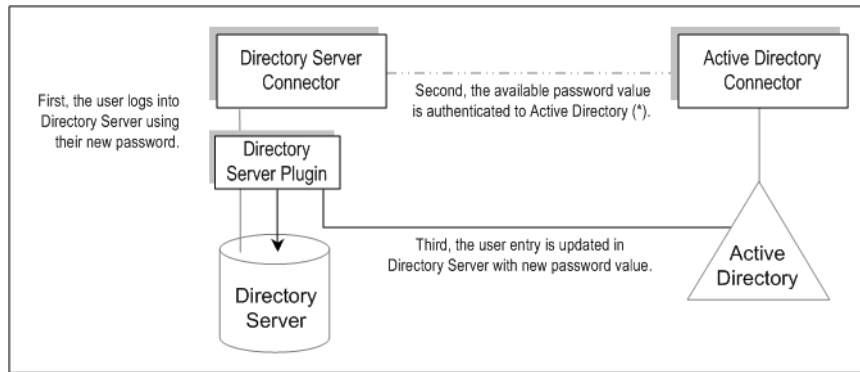 Directory Server
Connector
Active Directory
Connector
First, the user logs into
Directory Server using
their new password.
Second, the available password value
is authenticated to Active Directory (*).
Directory
Server Plugin
Third, the user entry is updated in
Directory Server with new password value.
Active
Directory
Directory
Server